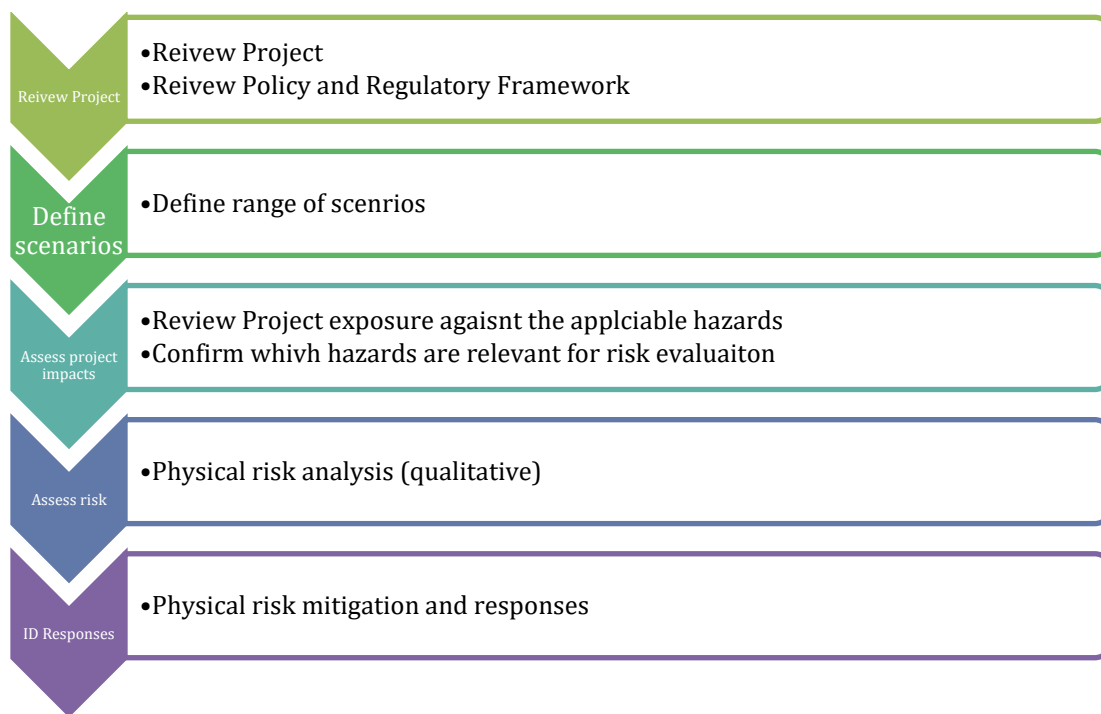 Reivew Project
•Reivew Project
•Reivew Policy and Regulatory Framework
Define
scenarios
•Define range of scenrios
Assess project
impacts
•Review Project exposure agaisnt the applciable hazards
•Confirm whivh hazards are relevant for risk evaluaiton
Assess risk
•Physical risk analysis (qualitative)
ID Responses
•Physical risk mitigation and responses